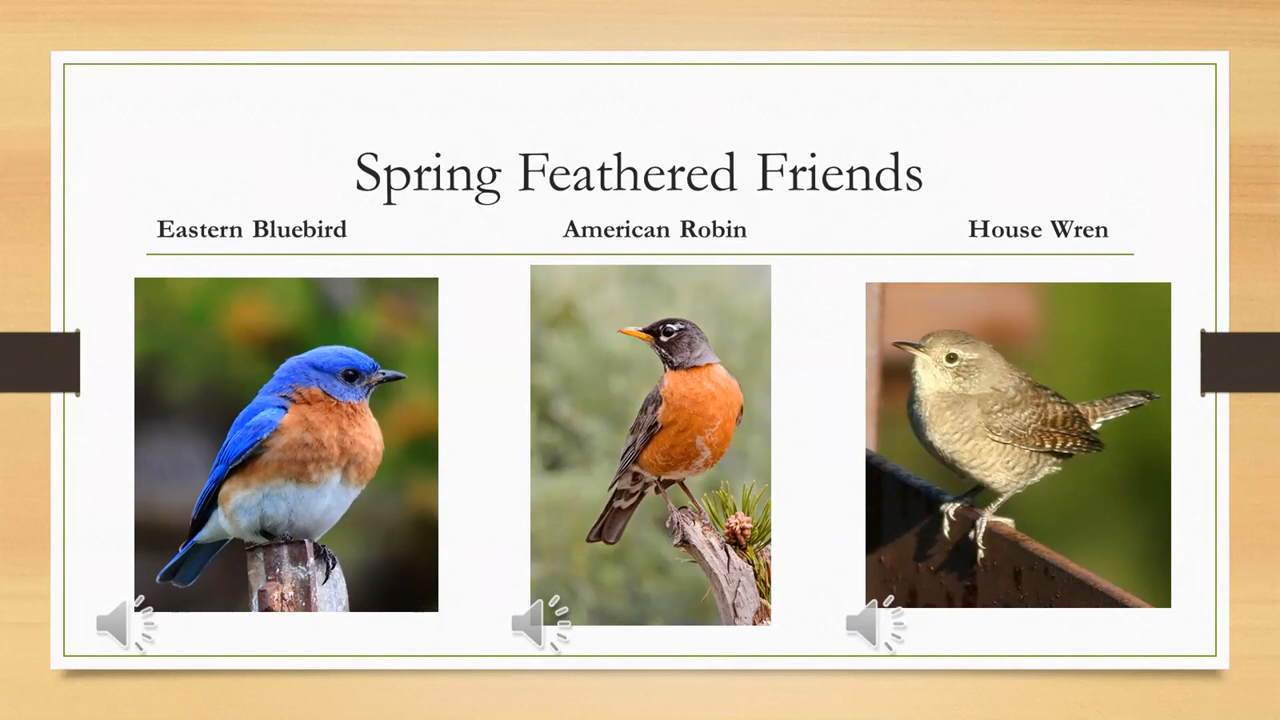 Spring Feathered Friends
Eastern Bluebird
American Robin
House Wren